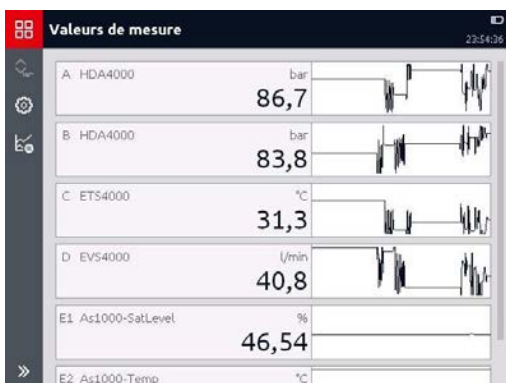 Valeurs de mesure
23:54:36
A HDA4000
bar
86,7
B HDA4000
bar
83,8
C ETS4000
°C
31,3
D EVS4000
l/min
40,8
E1 As1000-SatLevel
%
46,54
E2 As1000-Temp
°C